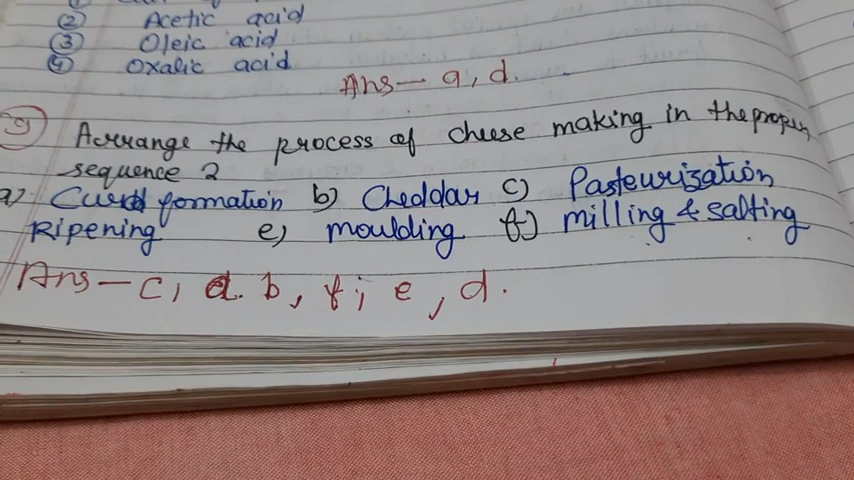 ② Acetic acid
③ Oleic acid
④ Oxalic acid
Ans — a, d.
9) Arrange the process of cheese making in the proper
sequence ?
a) Curd formation b) Cheddar c) Pasteurization
Ripening e) moulding f) milling & salting
Ans — c, a. b, f, e, d.